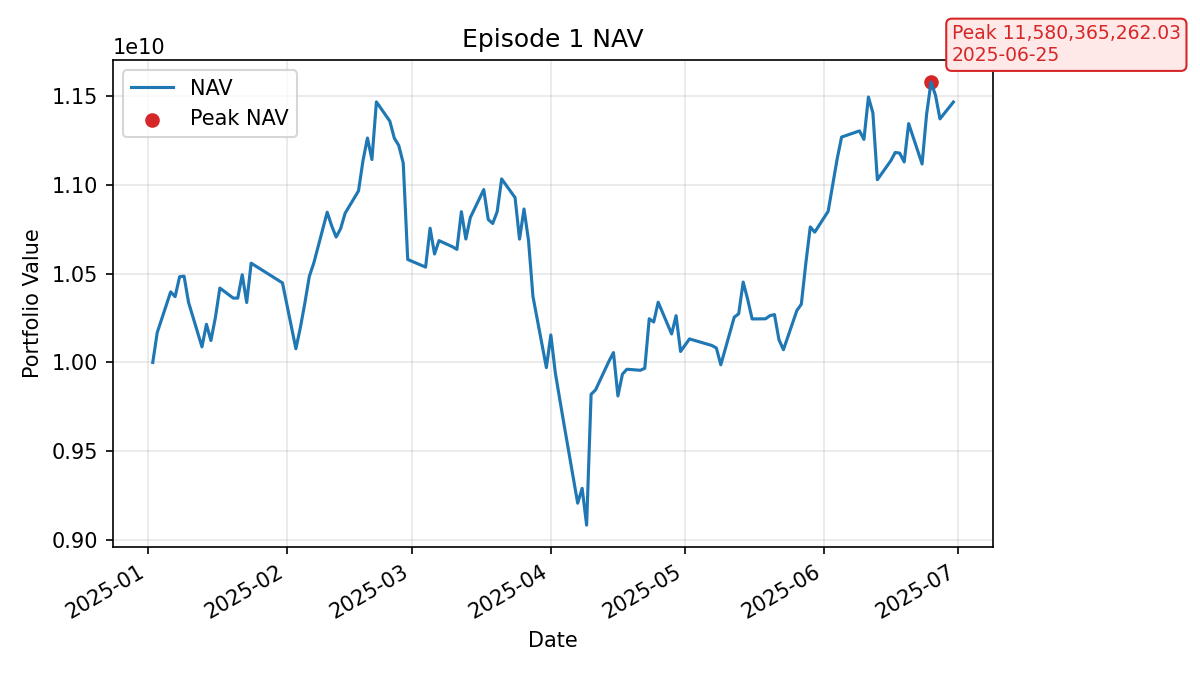 Episode 1 NAV
Peak 11,580,365,262.03
2025-06-25
1e10
NAV
Peak NAV
Portfolio Value
1.15
1.10
1.05
1.00
0.95
0.90
2025-01
2025-02
2025-03
2025-04
2025-05
2025-06
2025-07
Date